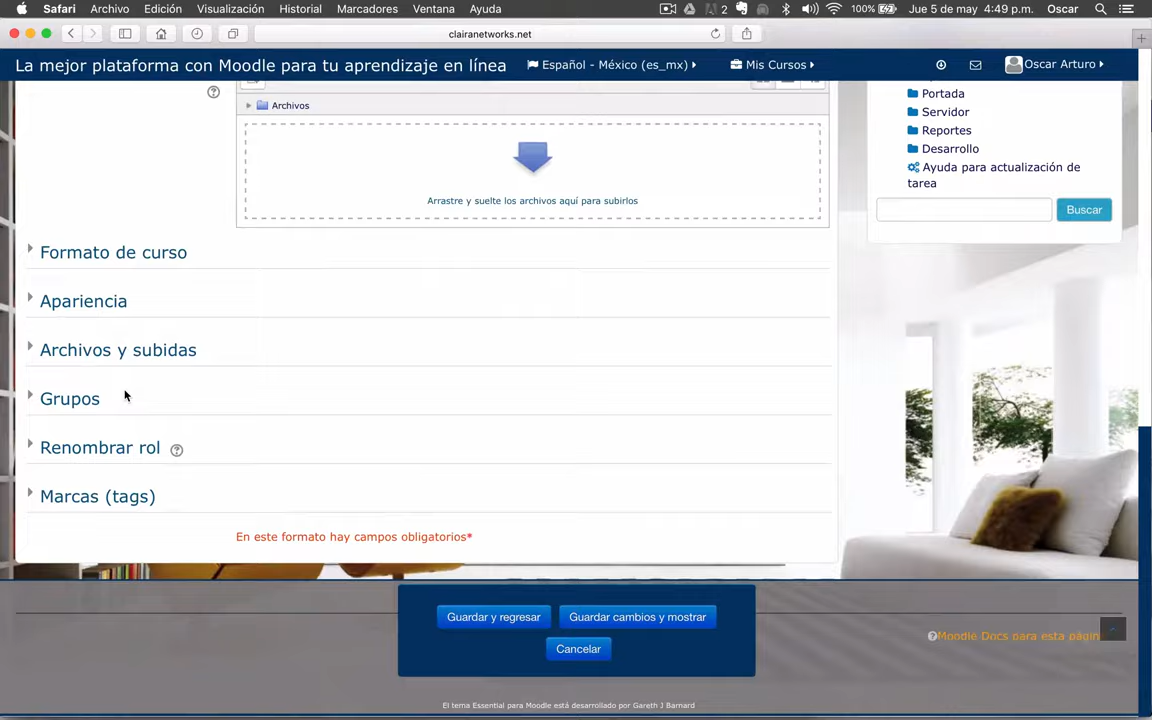 Safari Archivo Edición Visualización Historial Marcadores Ventana Ayuda 2 100% Jue 5 de may 4:49 p.m. Oscar
clairanetworks.net
La mejor plataforma con Moodle para tu aprendizaje en línea Español - México (es_mx) Mis Cursos Oscar Arturo
Archivos
Arrastre y suelte los archivos aquí para subirlos
Formato de curso
Apariencia
Archivos y subidas
Grupos
Renombrar rol
Marcas (tags)
En este formato hay campos obligatorios*
Portada
Servidor
Reportes
Desarrollo
Ayuda para actualización de
tarea
Buscar
Guardar y regresar Guardar cambios y mostrar
Cancelar
Moodle Docs para esta págin
El tema Essential para Moodle está desarrollado por Gareth J Barnard